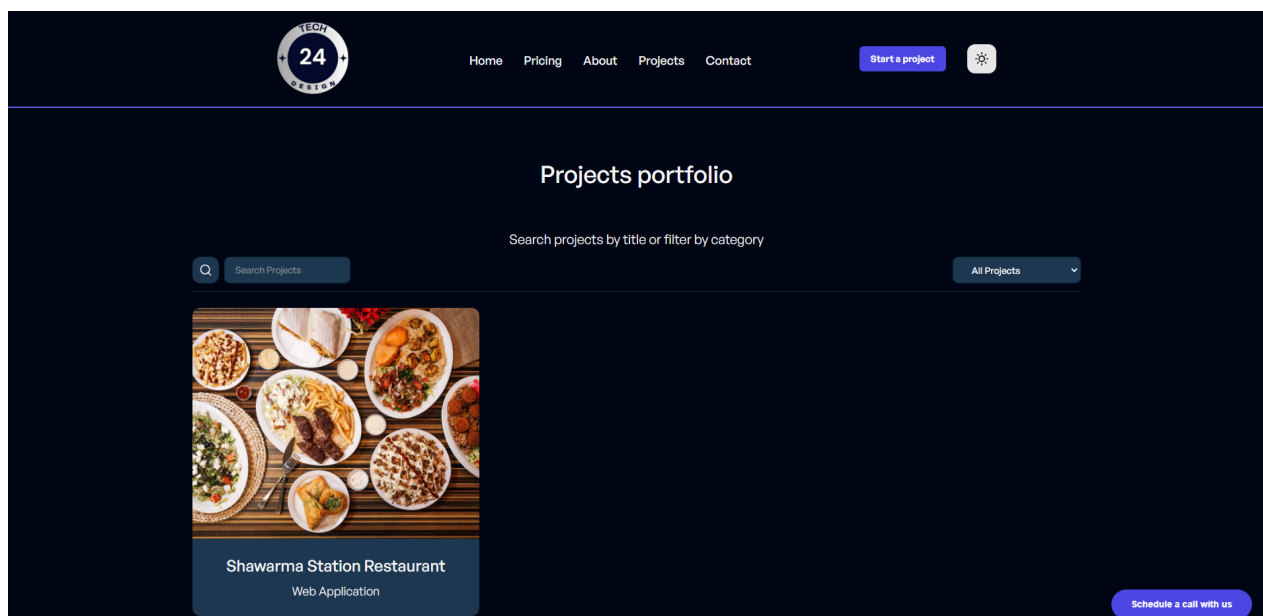 TECH
24
DESIGN
Home Pricing About Projects Contact
Start a project
Projects portfolio
Search projects by title or filter by category
Search Projects
All Projects
Shawarma Station Restaurant
Web Application
Schedule a call with us